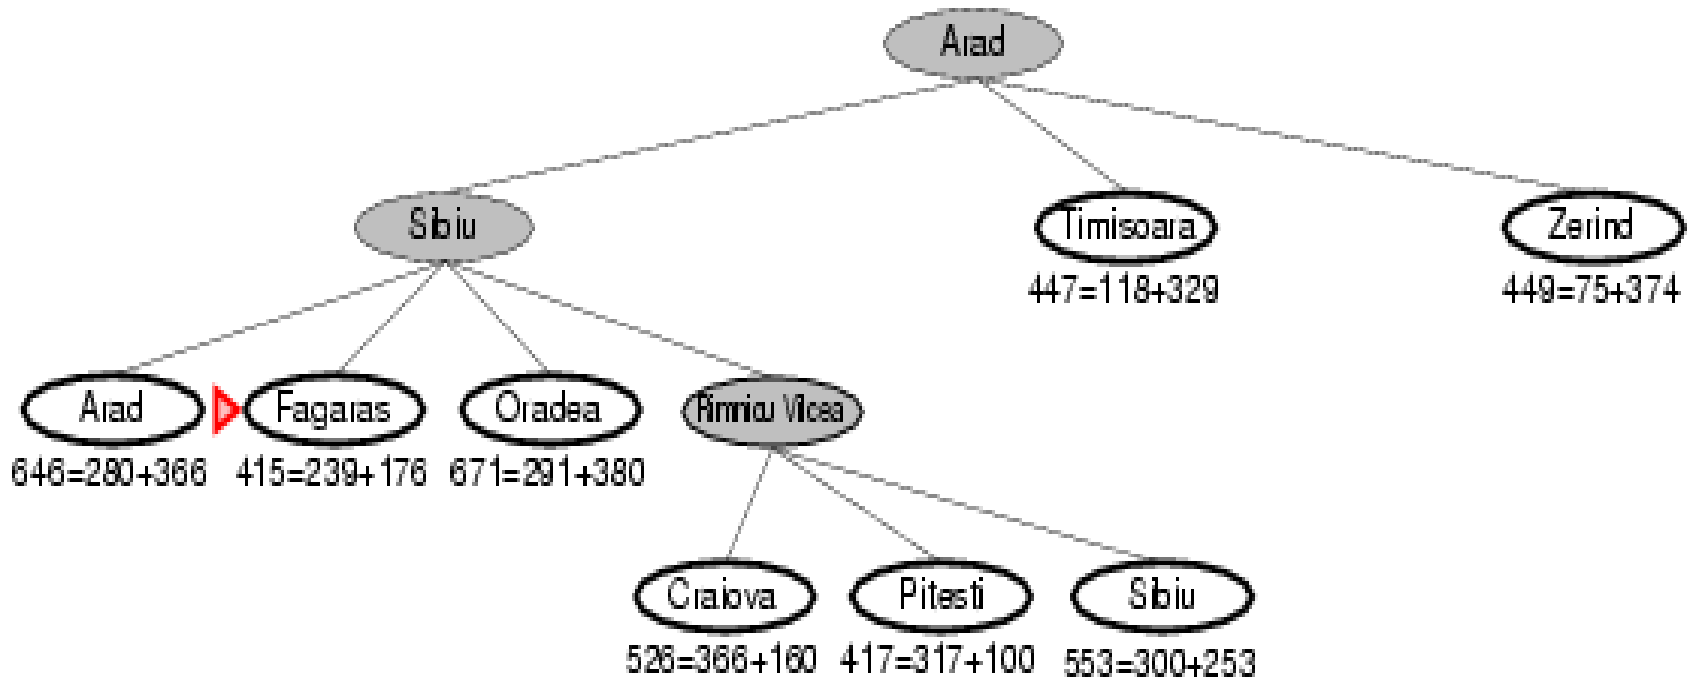 Arad
Sibiu
Timisoara
Zerind
447=118+329
449=75+374
Arad
Fagaras
Oradea
Rimnicu Vilcea
646=280+366
415=239+176
671=291+380
Craiova
Pitesti
Sibiu
526=366+160
417=317+100
553=300+253